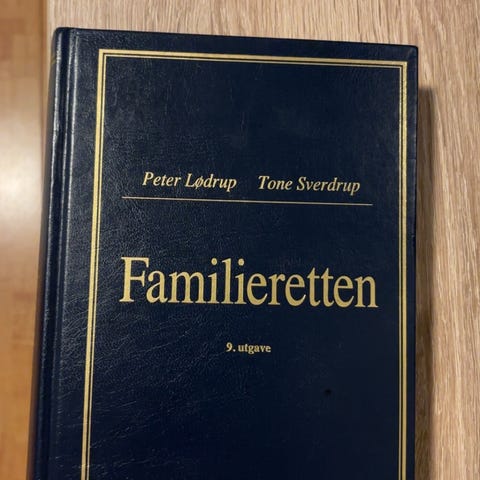 Peter Lødrup Tone Sverdrup
Familieretten
9. utgave